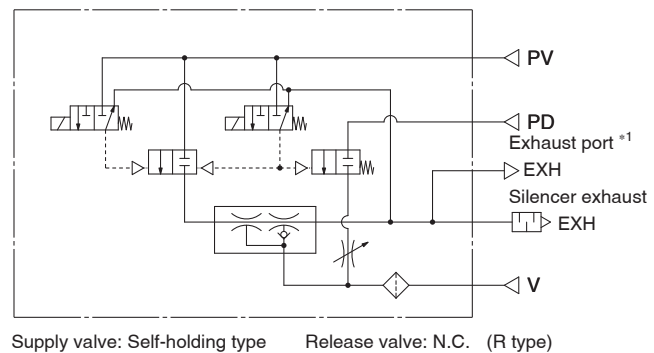 PV
PD
Exhaust port *1
EXH
Silencer exhaust
EXH
V
Supply valve: Self-holding type Release valve: N.C. (R type)